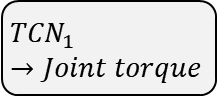 TCN₁
→ Joint torque